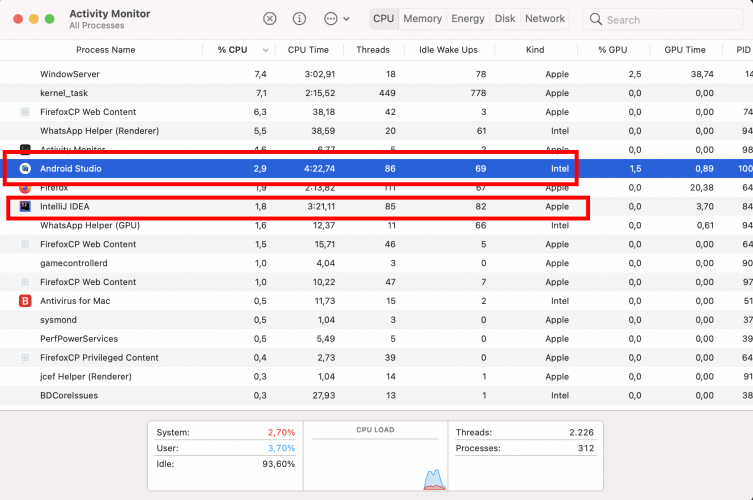 Activity Monitor
All Processes
CPU Memory Energy Disk Network
Search
Process Name % CPU CPU Time Threads Idle Wake Ups Kind % GPU GPU Time PID
WindowServer 7,4 3:02,91 18 78 Apple 2,5 38,74 14
kernel_task 7,1 2:15,52 449 778 Apple 0,0 0,00
FirefoxCP Web Content 6,3 38,18 42 3 Apple 0,0 0,00 74
WhatsApp Helper (Renderer) 5,5 38,59 20 61 Intel 0,0 0,00 94
Activity Monitor 4,6 6,77 5 2 Apple 0,0 0,00 98
Android Studio 2,9 4:22,74 86 69 Intel 1,5 0,89 100
Firefox 1,9 2:13,82 111 67 Apple 0,0 20,38 64
IntelliJ IDEA 1,8 3:21,11 85 82 Apple 0,0 3,70 84
WhatsApp Helper (GPU) 1,6 12,37 11 66 Intel 0,0 0,61 94
FirefoxCP Web Content 1,5 15,71 46 5 Apple 0,0 0,00 64
gamecontrollerd 1,0 4,04 3 0 Apple 0,0 0,00 90
FirefoxCP Web Content 1,0 10,22 47 7 Apple 0,0 0,00 97
Antivirus for Mac 0,5 11,73 15 2 Intel 0,0 0,00 51
sysmond 0,5 1,04 3 0 Apple 0,0 0,00 37
PerfPowerServices 0,5 5,49 5 0 Apple 0,0 0,00 39
FirefoxCP Privileged Content 0,4 2,73 39 0 Apple 0,0 0,00 64
jcef Helper (Renderer) 0,3 1,04 14 1 Apple 0,0 0,00 91
BDCoreIssues 0,3 27,93 13 1 Intel 0,0 0,00 38
System: 2,70% CPU LOAD Threads: 2.226
User: 3,70% Processes: 312
Idle: 93,60%